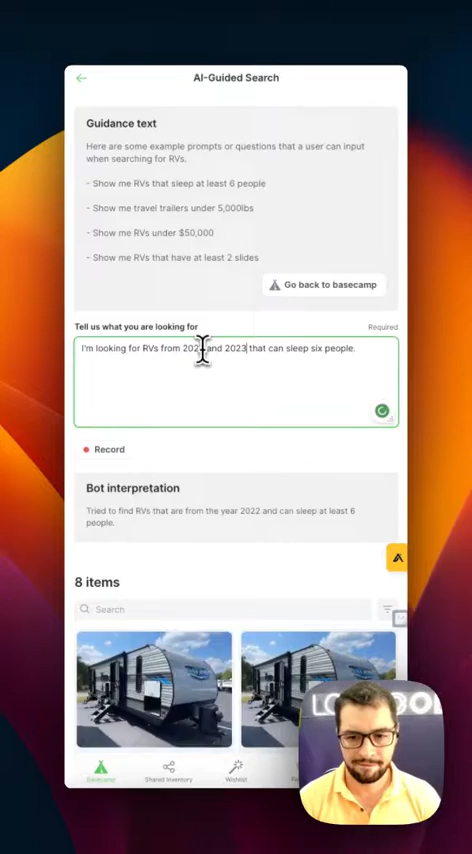 AI-Guided Search
Guidance text
Here are some example prompts or questions that a user can input
when searching for RVs.
- Show me RVs that sleep at least 6 people
- Show me travel trailers under 5,000lbs
- Show me RVs under $50,000
- Show me RVs that have at least 2 slides
Go back to basecamp
Tell us what you are looking for
Required
I'm looking for RVs from and 2023 that can sleep six people.
Record
Bot interpretation
Tried to find RVs that are from the year 2022 and can sleep at least 6
people.
8 items
Search
Basecamp
Shared Inventory
Wishlist